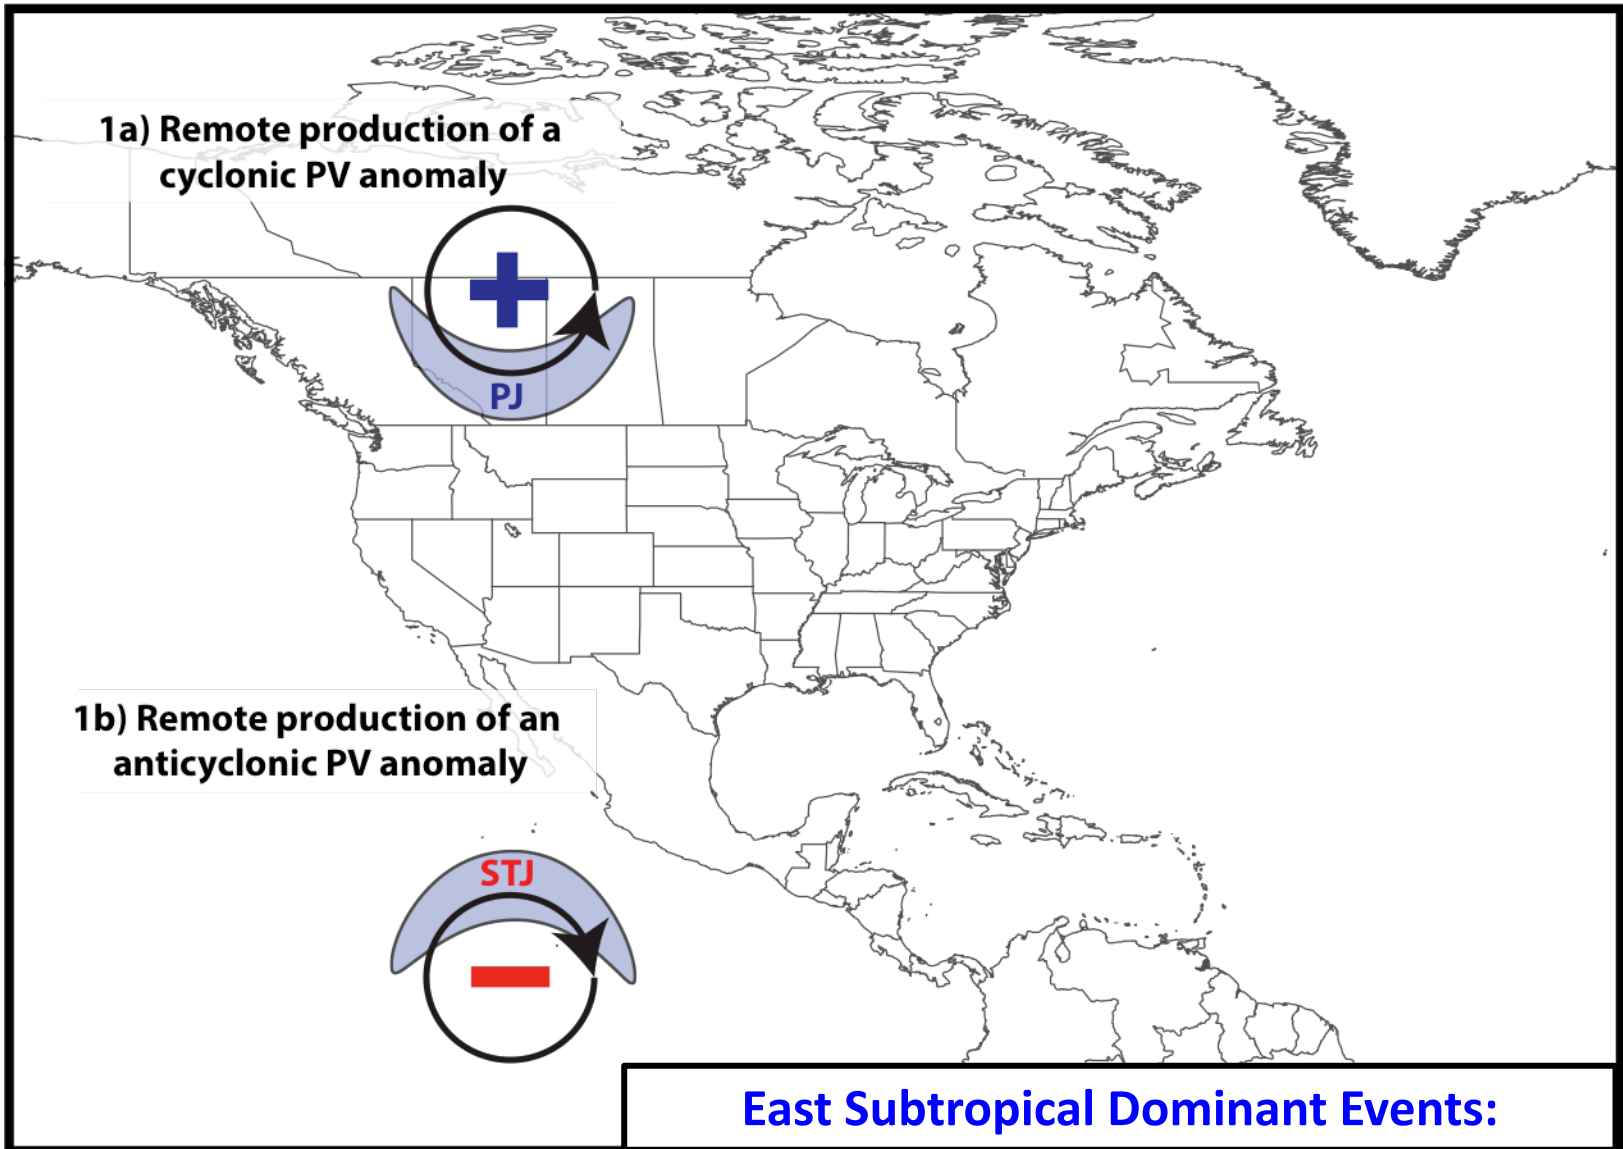 1a) Remote production of a
cyclonic PV anomaly
PJ
1b) Remote production of an
anticyclonic PV anomaly
STJ
East Subtropical Dominant Events: